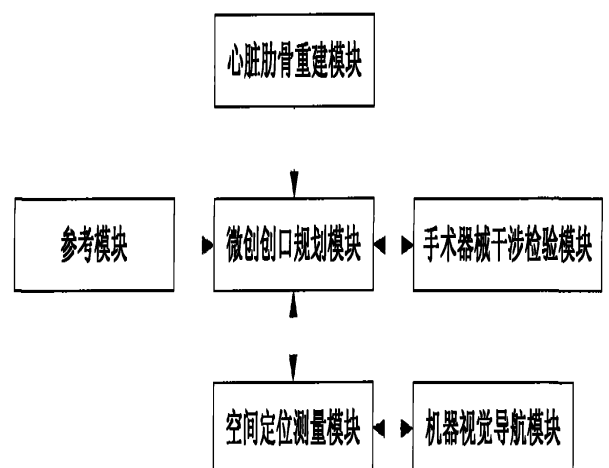 心脏肋骨重建模块
参考模块
微创创口规划模块
手术器械干涉检验模块
空间定位测量模块
机器视觉导航模块